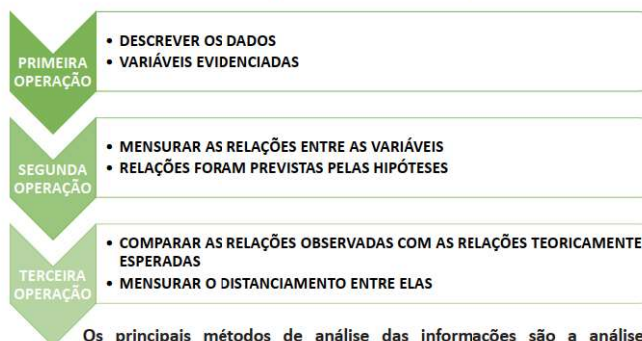 PRIMEIRA
OPERAÇÃO
• DESCREVER OS DADOS
• VARIÁVEIS EVIDENCIADAS
SEGUNDA
OPERAÇÃO
• MENSURAR AS RELAÇÕES ENTRE AS VARIÁVEIS
• RELAÇÕES FORAM PREVISTAS PELAS HIPÓTESES
TERCEIRA
OPERAÇÃO
• COMPARAR AS RELAÇÕES OBSERVADAS COM AS RELAÇÕES TEORICAMENTE
ESPERADAS
• MENSURAR O DISTANCIAMENTO ENTRE ELAS
Os principais métodos de análise das informações são a análise